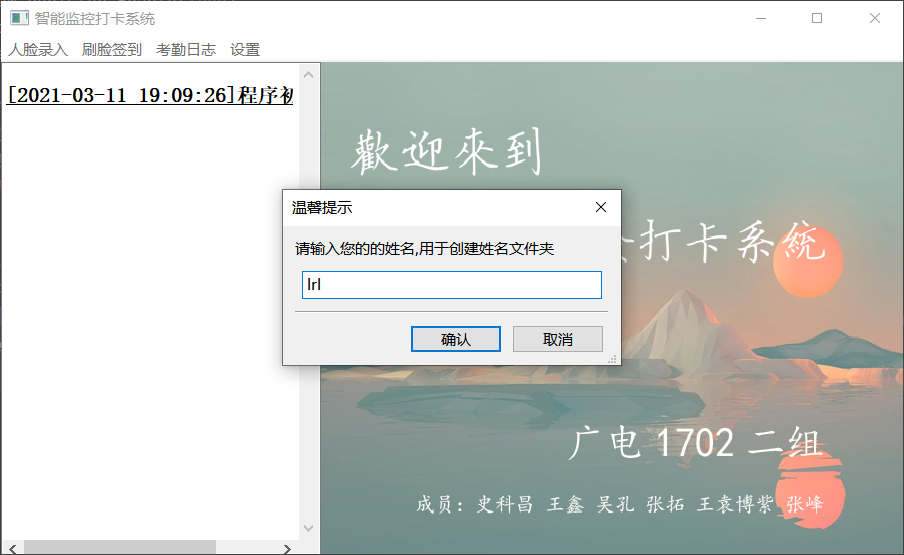 智能监控打卡系统
人脸录入 刷脸签到 考勤日志 设置
[2021-03-11 19:09:26]程序初
歡迎來到
打卡系統
温馨提示
请输入您的的姓名,用于创建姓名文件夹
lrl
确认 取消
广电 1702 二组
成员：史科昌 王鑫 吴孔 张拓 王袁博紫 张峰